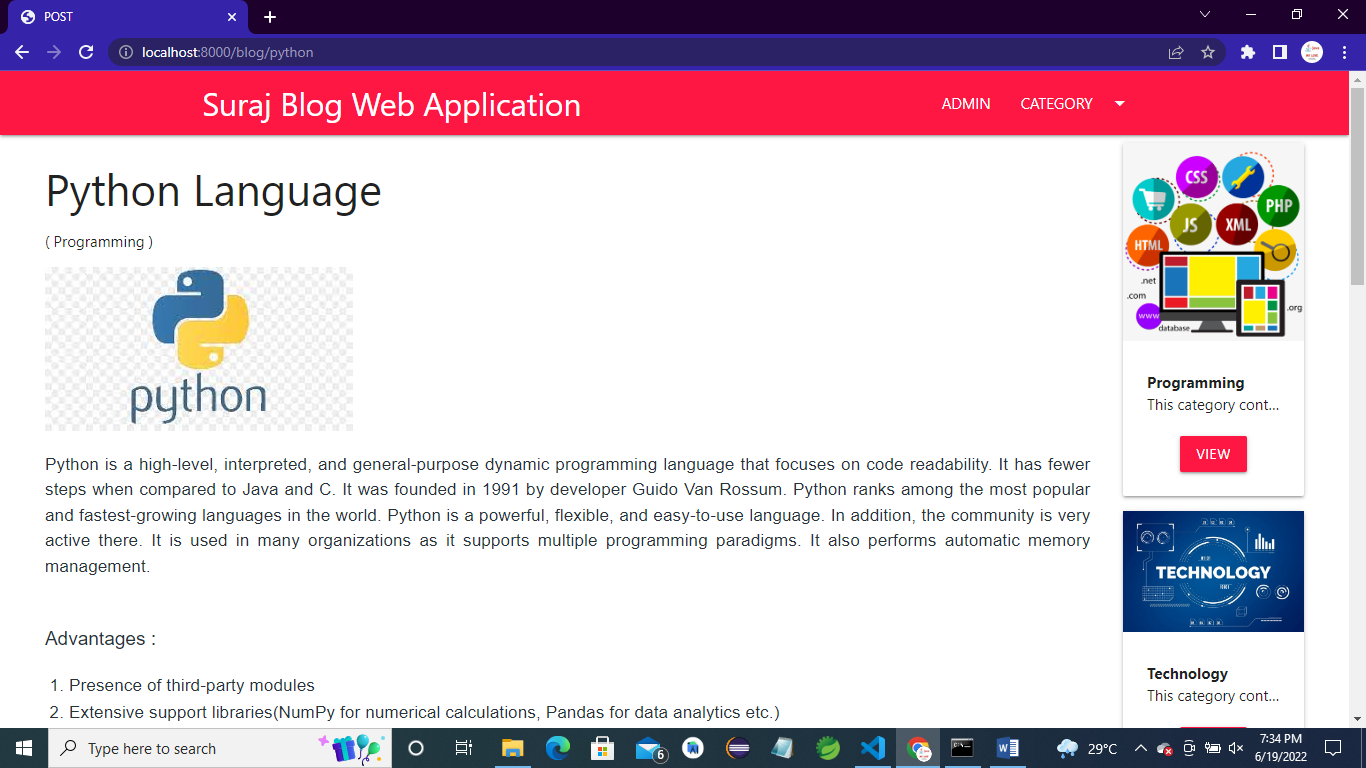 POST
localhost:8000/blog/python
Suraj Blog Web Application
ADMIN
CATEGORY
Python Language
( Programming )
python
Python is a high-level, interpreted, and general-purpose dynamic programming language that focuses on code readability. It has fewer
steps when compared to Java and C. It was founded in 1991 by developer Guido Van Rossum. Python ranks among the most popular
and fastest-growing languages in the world. Python is a powerful, flexible, and easy-to-use language. In addition, the community is very
active there. It is used in many organizations as it supports multiple programming paradigms. It also performs automatic memory
management.
Advantages :
1. Presence of third-party modules
2. Extensive support libraries(NumPy for numerical calculations, Pandas for data analytics etc.)
CSS
PHP
JS
XML
HTML
.net
.com
.org
www
database
Programming
This category cont...
VIEW
TECHNOLOGY
Technology
This category cont...
Type here to search
6
29°C
7:34 PM
6/19/2022